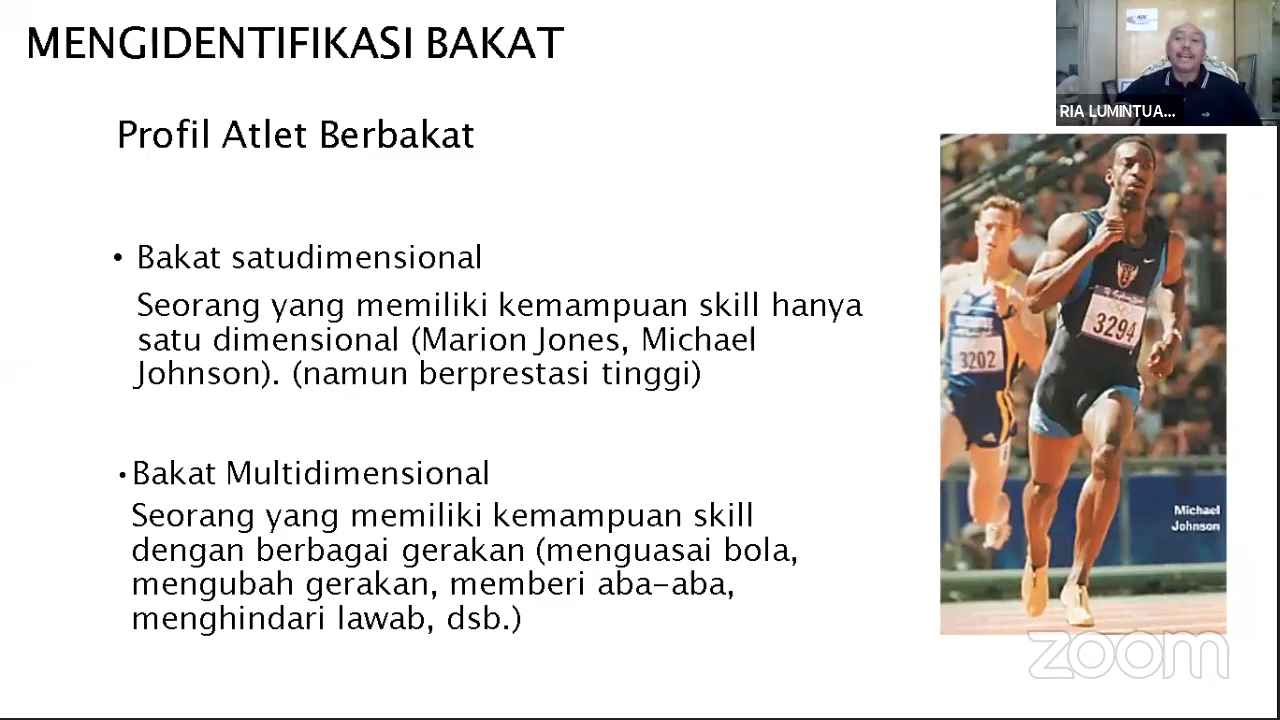 MENGIDENTIFIKASI BAKAT
ADC
RIA LUMINTUA...
Profil Atlet Berbakat
• Bakat satudimensional
Seorang yang memiliki kemampuan skill hanya
satu dimensional (Marion Jones, Michael
Johnson). (namun berprestasi tinggi)
3294
3202
• Bakat Multidimensional
Seorang yang memiliki kemampuan skill
dengan berbagai gerakan (menguasai bola,
mengubah gerakan, memberi aba-aba,
menghindari lawab, dsb.)
Michael
Johnson
zoom